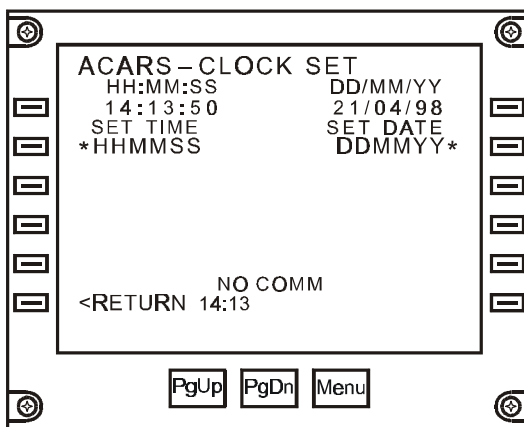 ACARS–CLOCK SET
HH:MM:SS DD/MM/YY
14:13:50 21/04/98
SET TIME SET DATE
*HHMMSS DDMMYY*
NO COMM
<RETURN 14:13
PgUp PgDn Menu